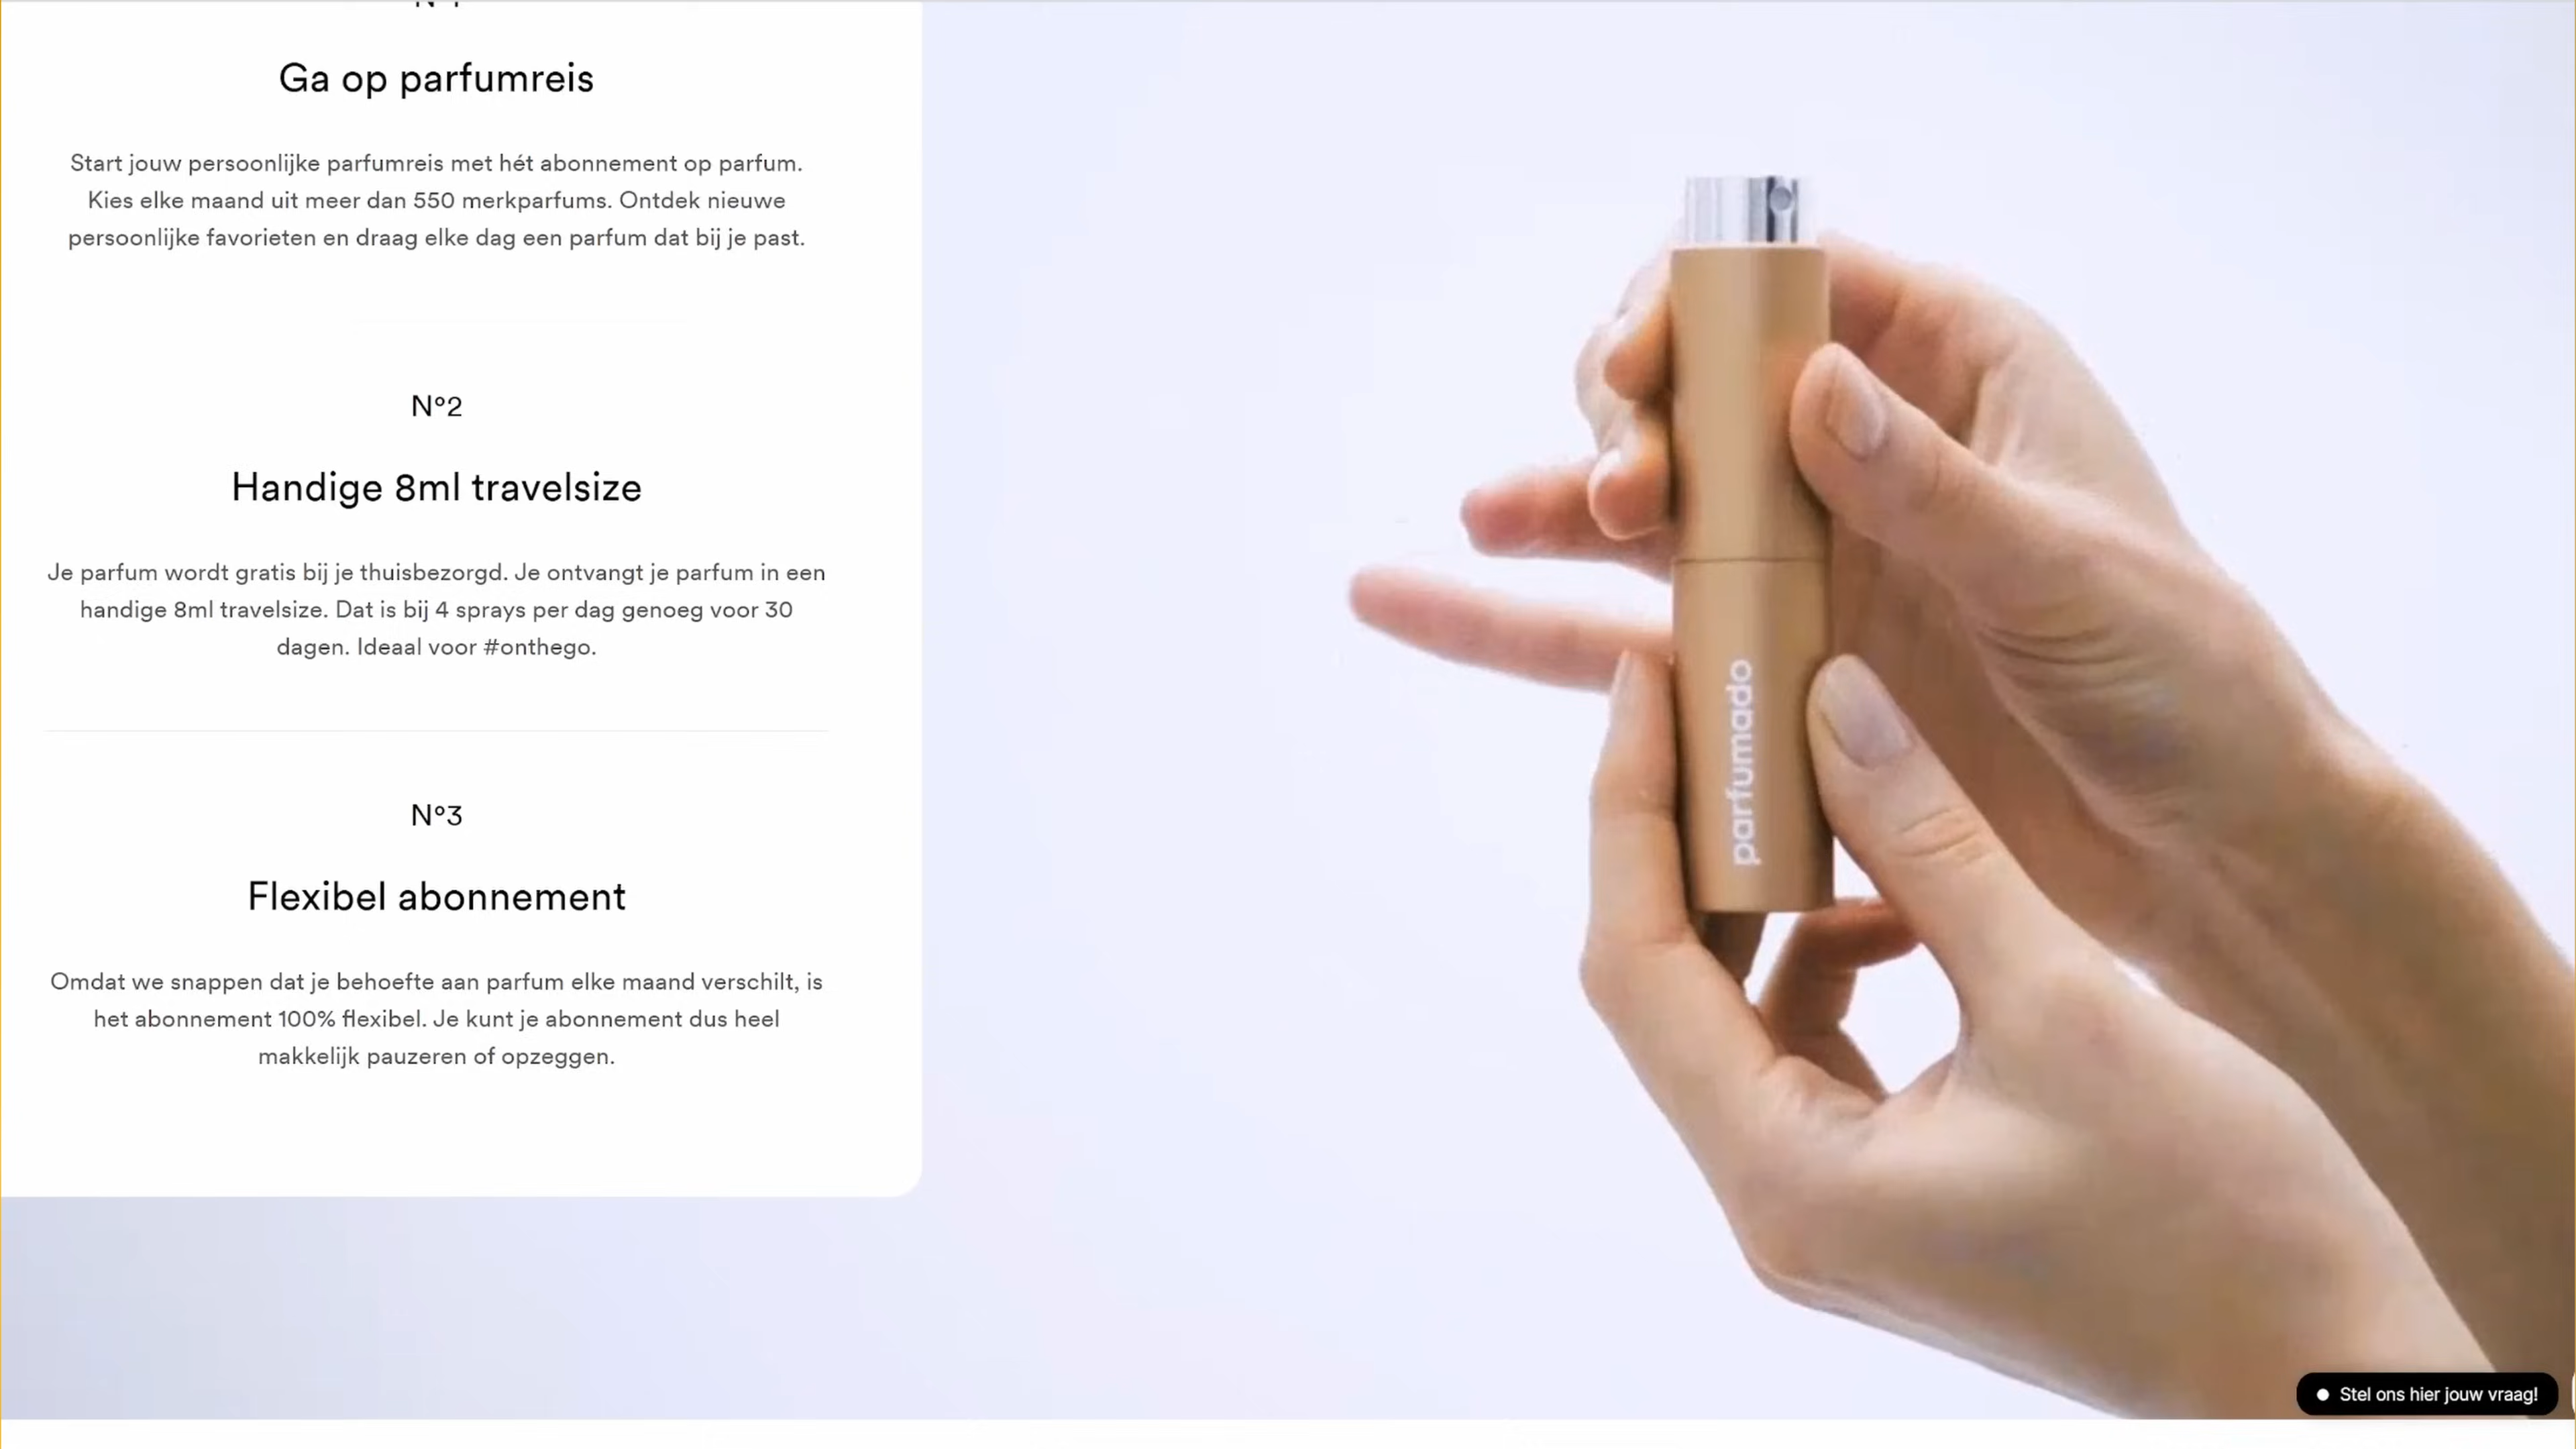 Ga op parfumreis
Start jouw persoonlijke parfumreis met hét abonnement op parfum.
Kies elke maand uit meer dan 550 merkparfums. Ontdek nieuwe
persoonlijke favorieten en draag elke dag een parfum dat bij je past.
N°2
Handige 8ml travelsize
Je parfum wordt gratis bij je thuisbezorgd. Je ontvangt je parfum in een
handige 8ml travelsize. Dat is bij 4 sprays per dag genoeg voor 30
dagen. Ideaal voor #onthego.
N°3
Flexibel abonnement
Omdat we snappen dat je behoefte aan parfum elke maand verschilt, is
het abonnement 100% flexibel. Je kunt je abonnement dus heel
makkelijk pauzeren of opzeggen.
parfumado
Stel ons hier jouw vraag!